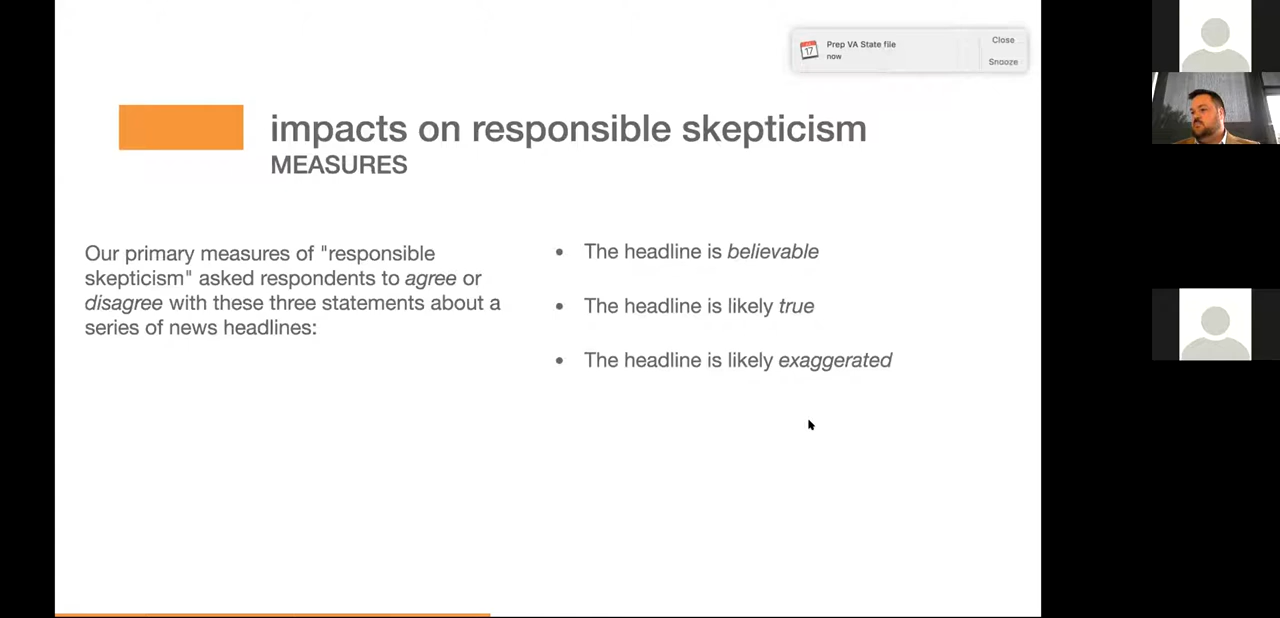 Prep VA State file
now
Close
Snooze
17
impacts on responsible skepticism
MEASURES
Our primary measures of "responsible
skepticism" asked respondents to agree or
disagree with these three statements about a
series of news headlines:
• The headline is believable
• The headline is likely true
• The headline is likely exaggerated